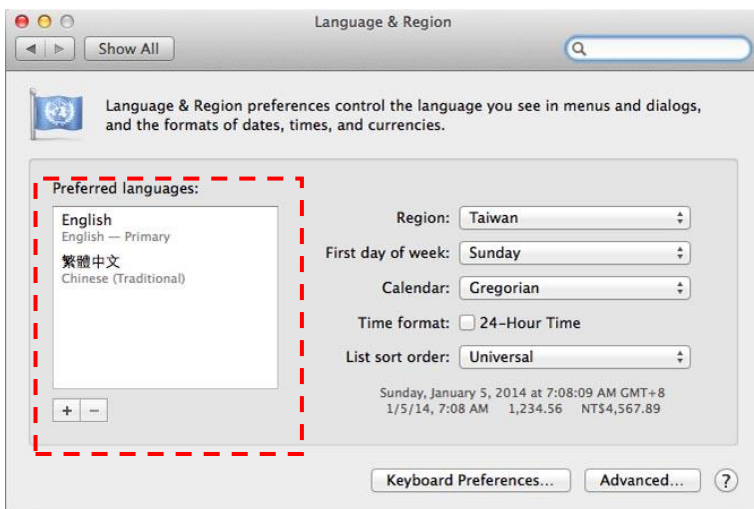 Language & Region
Show All
Language & Region preferences control the language you see in menus and dialogs,
and the formats of dates, times, and currencies.
Preferred languages:
English
English — Primary
繁體中文
Chinese (Traditional)
+ −
Region: Taiwan
First day of week: Sunday
Calendar: Gregorian
Time format: 24-Hour Time
List sort order: Universal
Sunday, January 5, 2014 at 7:08:09 AM GMT+8
1/5/14, 7:08 AM 1,234.56 NT$4,567.89
Keyboard Preferences... Advanced... ?